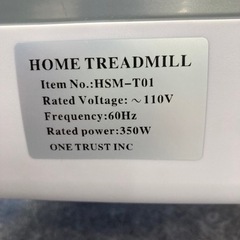 HOME TREADMILL
Item No.:HSM-T01
Rated Voltage: ~110V
Frequency:60Hz
Rated power:350W
ONE TRUST INC